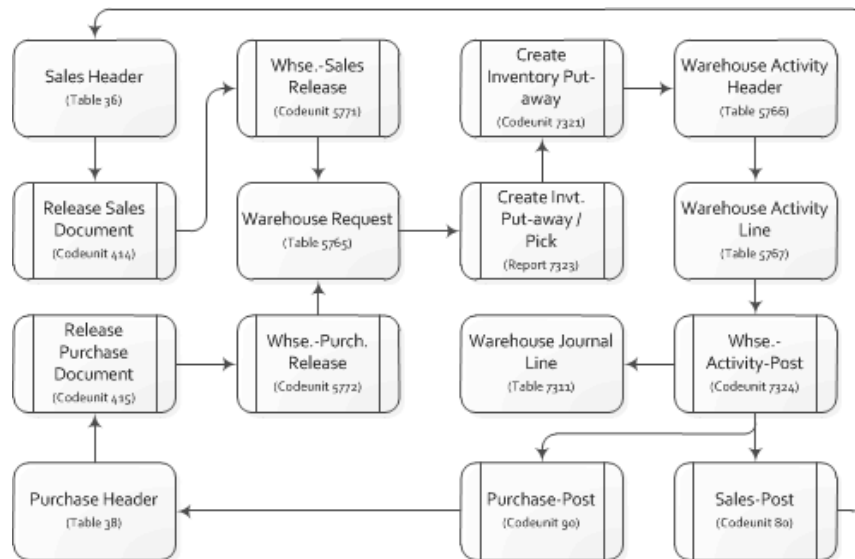 Sales Header
(Table 36)
Whse.-Sales
Release
(Codeunit 5771)
Create
Inventory Put-
away
(Codeunit 7321)
Warehouse Activity
Header
(Table 5766)
Release Sales
Document
(Codeunit 414)
Warehouse Request
(Table 5765)
Create Invt.
Put-away /
Pick
(Report 7323)
Warehouse Activity
Line
(Table 5767)
Release
Purchase
Document
(Codeunit 415)
Whse.-Purch.
Release
(Codeunit 5772)
Warehouse Journal
Line
(Table 7311)
Whse.-
Activity-Post
(Codeunit 7324)
Purchase Header
(Table 38)
Purchase-Post
(Codeunit 90)
Sales-Post
(Codeunit 80)